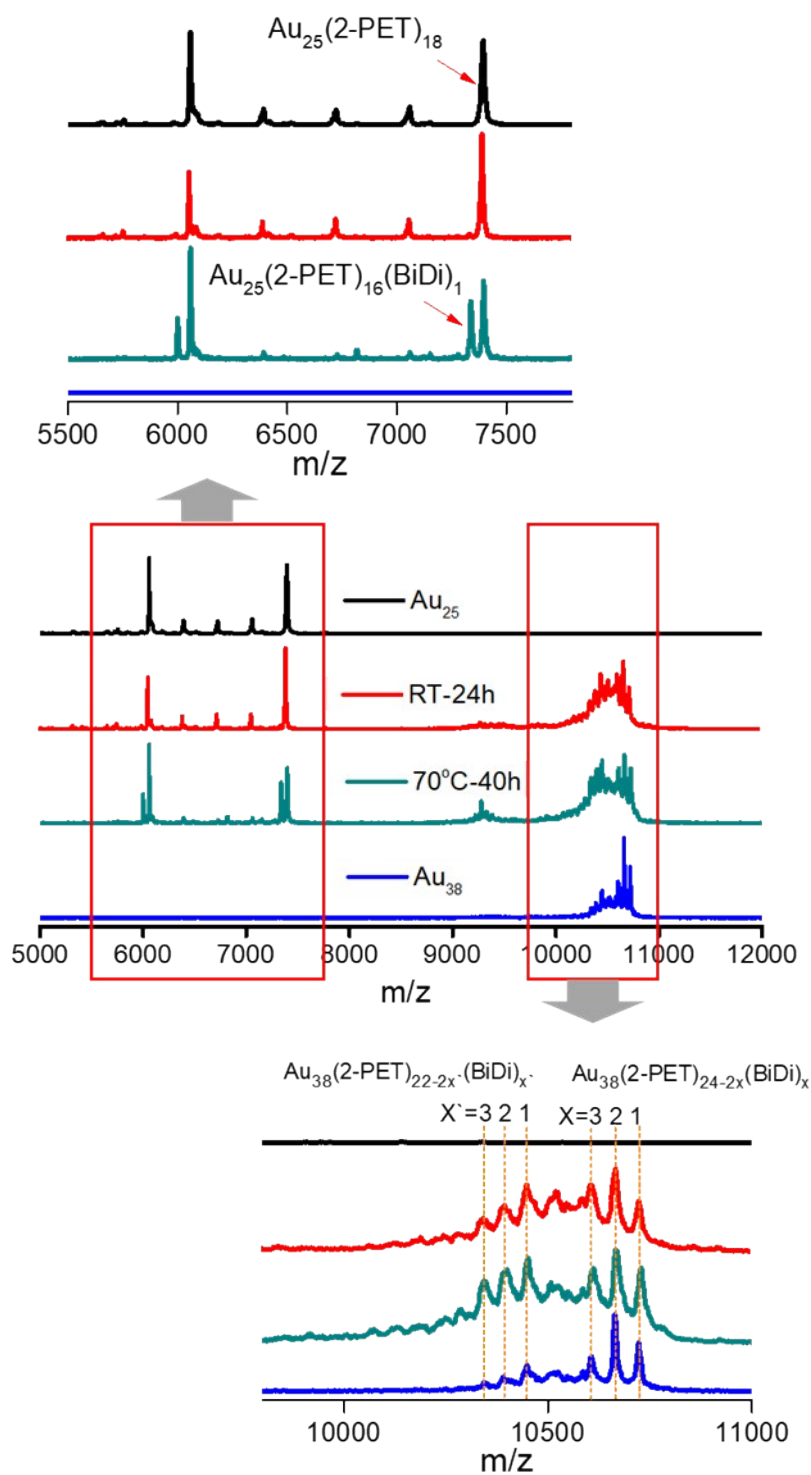 Au25(2-PET)18
Au25(2-PET)16(BiDi)1
5500 6000 6500 7000 7500
m/z
Au25
RT-24h
70°C-40h
Au38
5000 6000 7000 8000 9000 10000 11000 12000
m/z
Au38(2-PET)22-2x`(BiDi)x` Au38(2-PET)24-2x(BiDi)x
X`=3 2 1 X=3 2 1
10000 10500 11000
m/z